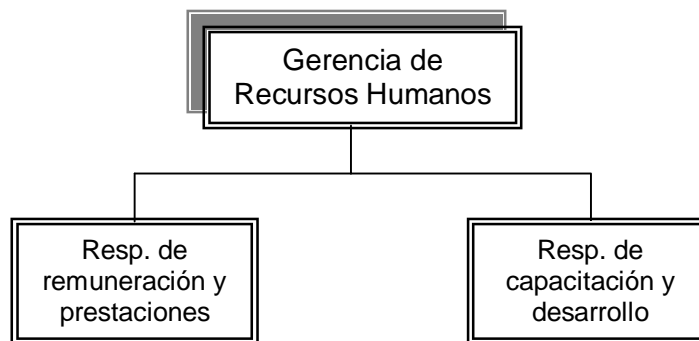 Gerencia de
Recursos Humanos
Resp. de
remuneración y
prestaciones
Resp. de
capacitación y
desarrollo